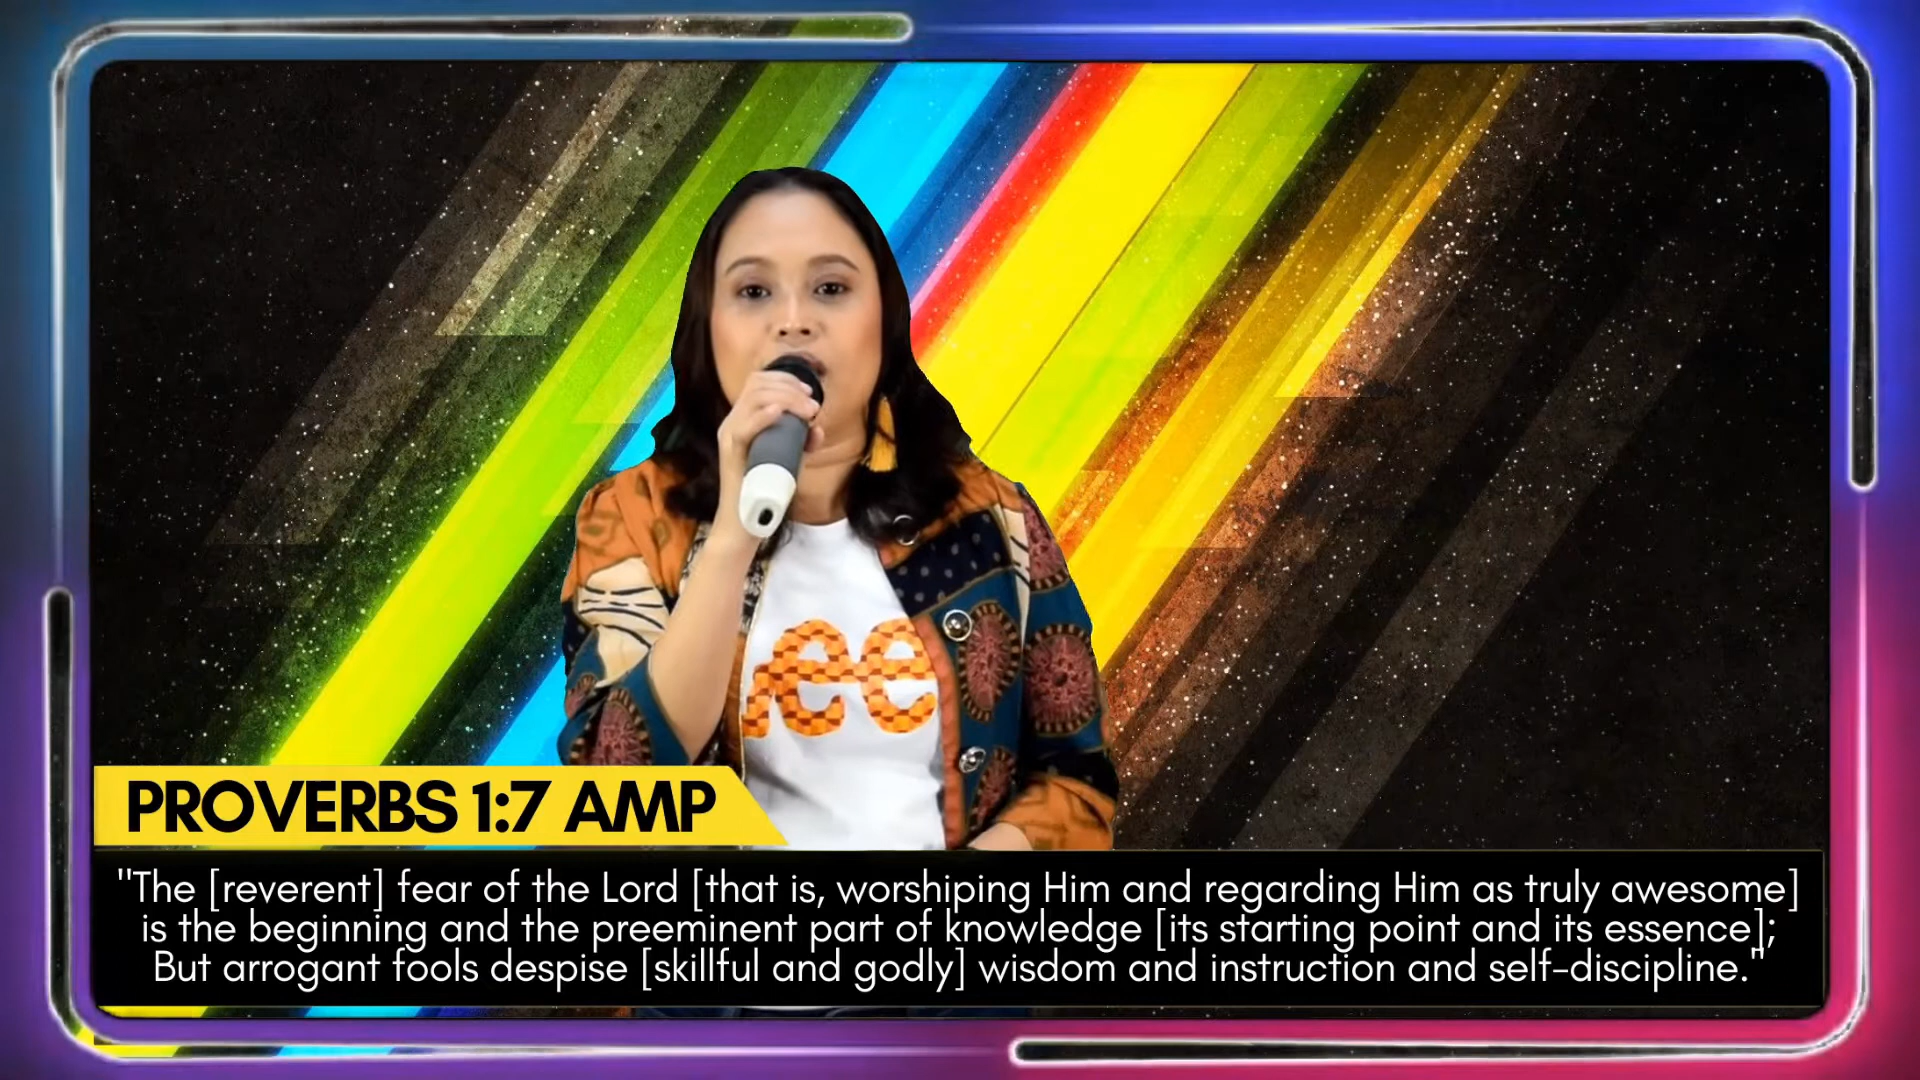 ee
PROVERBS 1:7 AMP
"The [reverent] fear of the Lord [that is, worshiping Him and regarding Him as truly awesome]
is the beginning and the preeminent part of knowledge [its starting point and its essence];
But arrogant fools despise [skillful and godly] wisdom and instruction and self-discipline."